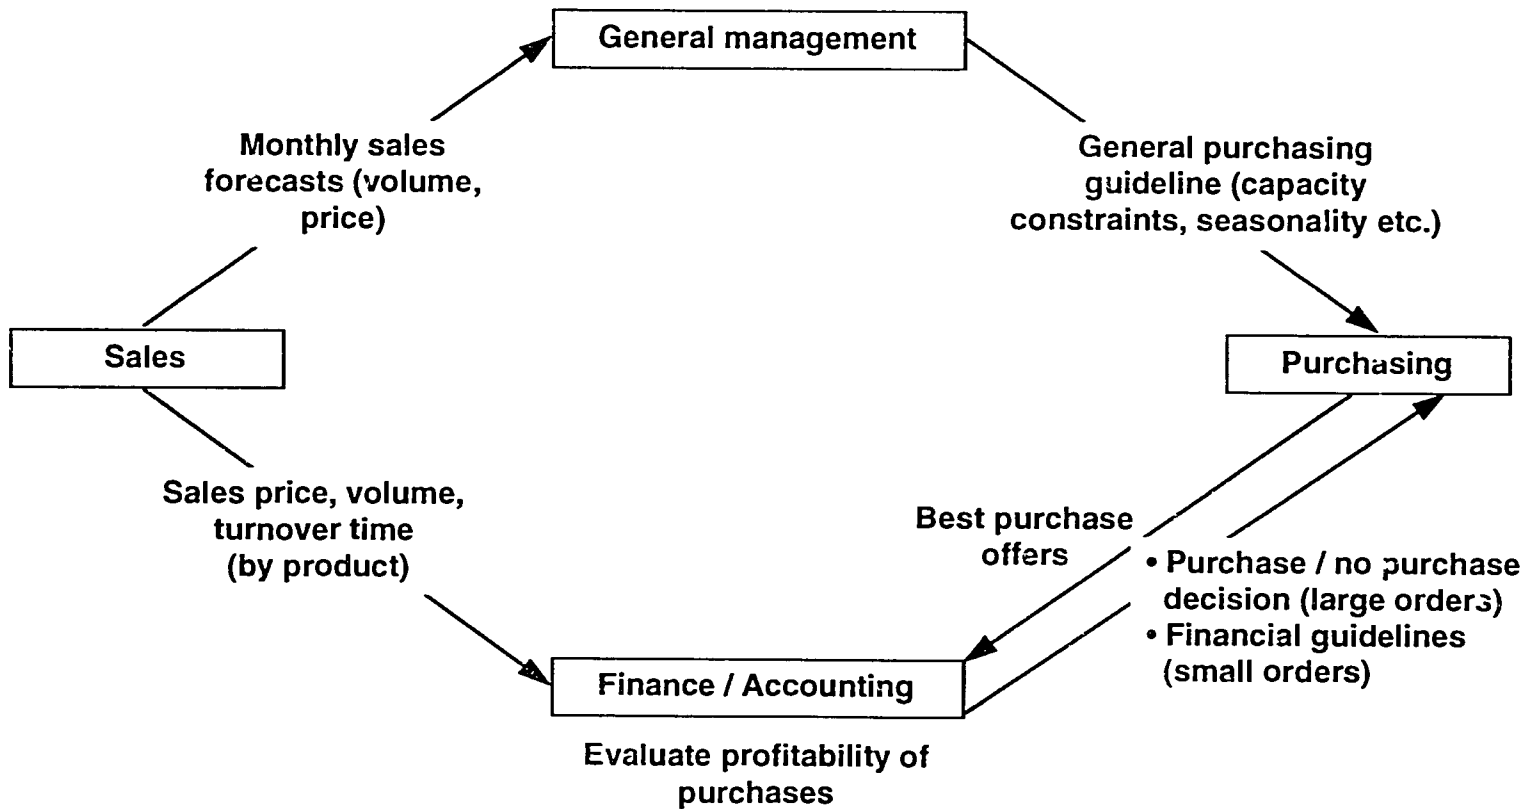 General management
Monthly sales
forecasts (volume,
price)
General purchasing
guideline (capacity
constraints, seasonality etc.)
Sales
Purchasing
Sales price, volume,
turnover time
(by product)
Best purchase
offers
• Purchase / no purchase
decision (large orders)
• Financial guidelines
(small orders)
Finance / Accounting
Evaluate profitability of
purchases